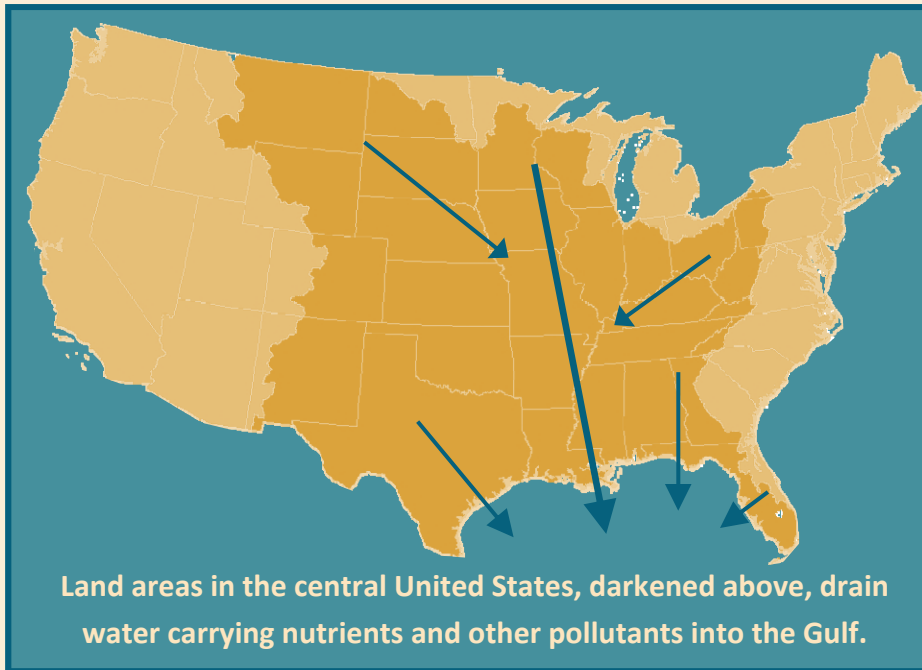 Land areas in the central United States, darkened above, drain
water carrying nutrients and other pollutants into the Gulf.